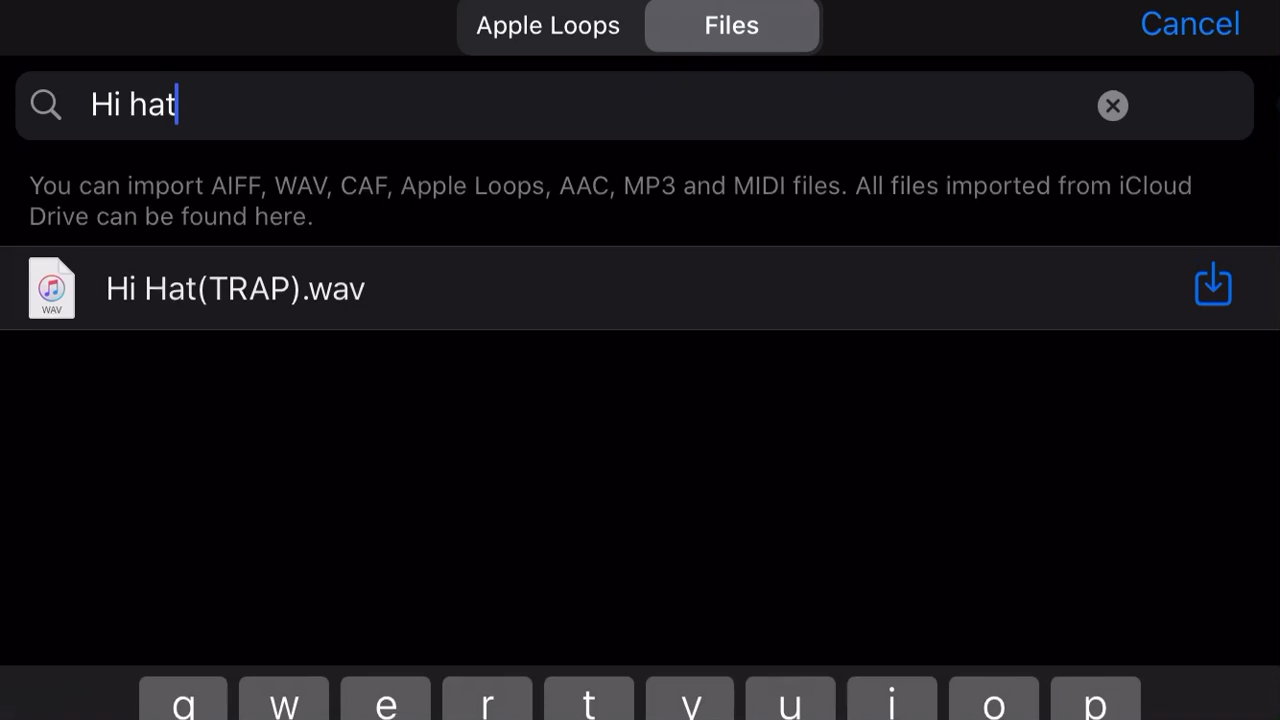 Apple Loops
Files
Cancel
Hi hat
You can import AIFF, WAV, CAF, Apple Loops, AAC, MP3 and MIDI files. All files imported from iCloud
Drive can be found here.
WAV
Hi Hat(TRAP).wav
q w e r t y u i o p